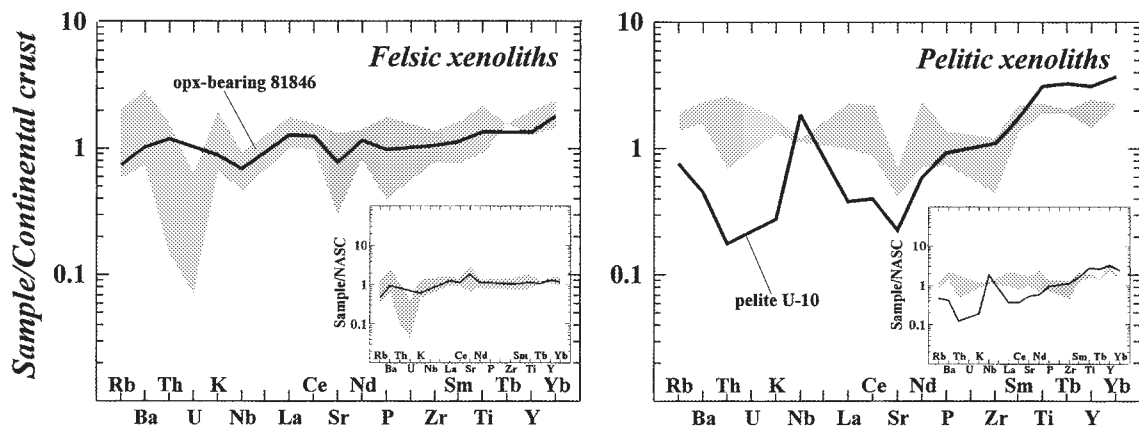 Sample/Continental crust
10
1
0.1
Felsic xenoliths
opx-bearing 81846
Sample/NASC
10
1
0.1
Rb Th K Ce Nd Sm Tb Yb
Ba U Nb La Sr P Zr Ti Y
Rb Th K Nb La Ce Sr Nd P Zr Sm Ti Tb Y Yb
Ba U
10
1
0.1
Pelitic xenoliths
pelite U-10
Sample/NASC
10
1
0.1
Rb Th K Ce Nd Sm Tb Yb
Ba U Nb La Sr P Zr Ti Y
Rb Th K Nb Ce Nd Sm Tb Yb
Ba U La Sr P Zr Ti Y